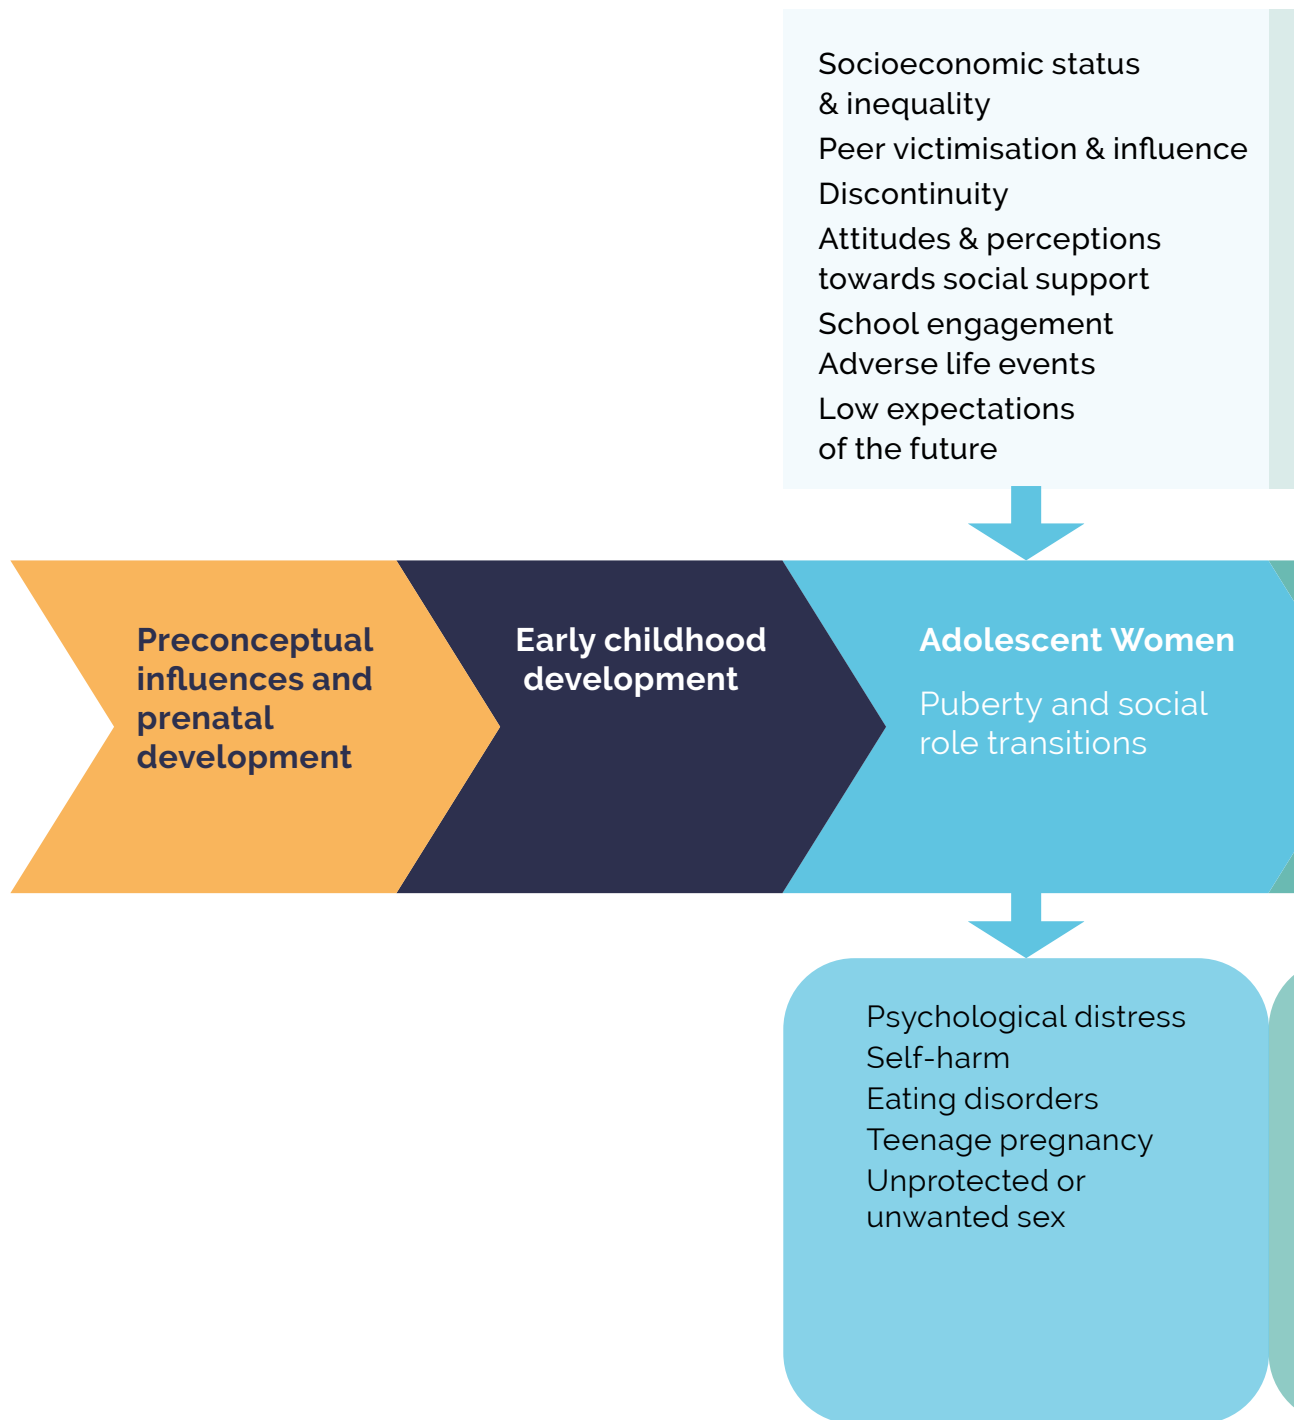 Socioeconomic status
& inequality
Peer victimisation & influence
Discontinuity
Attitudes & perceptions
towards social support
School engagement
Adverse life events
Low expectations
of the future
Preconceptual
influences and
prenatal
development
Early childhood
development
Adolescent Women
Puberty and social
role transitions
Psychological distress
Self-harm
Eating disorders
Teenage pregnancy
Unprotected or
unwanted sex